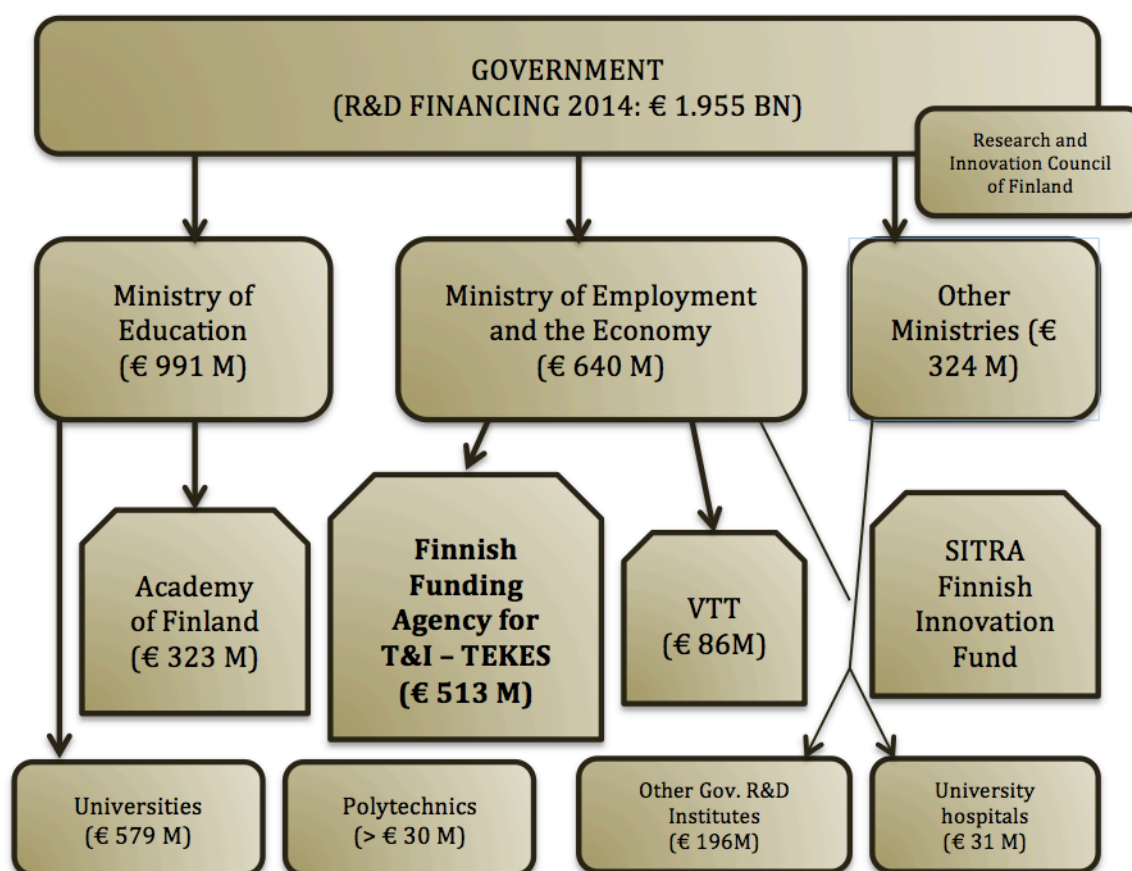 GOVERNMENT
(R&D FINANCING 2014: € 1.955 BN)
Research and
Innovation Council
of Finland
Ministry of
Education
(€ 991 M)
Ministry of Employment
and the Economy
(€ 640 M)
Other
Ministries (€
324 M)
Academy
of Finland
(€ 323 M)
Finnish
Funding
Agency for
T&I – TEKES
(€ 513 M)
VTT
(€ 86M)
SITRA
Finnish
Innovation
Fund
Universities
(€ 579 M)
Polytechnics
(> € 30 M)
Other Gov. R&D
Institutes
(€ 196M)
University
hospitals
(€ 31 M)